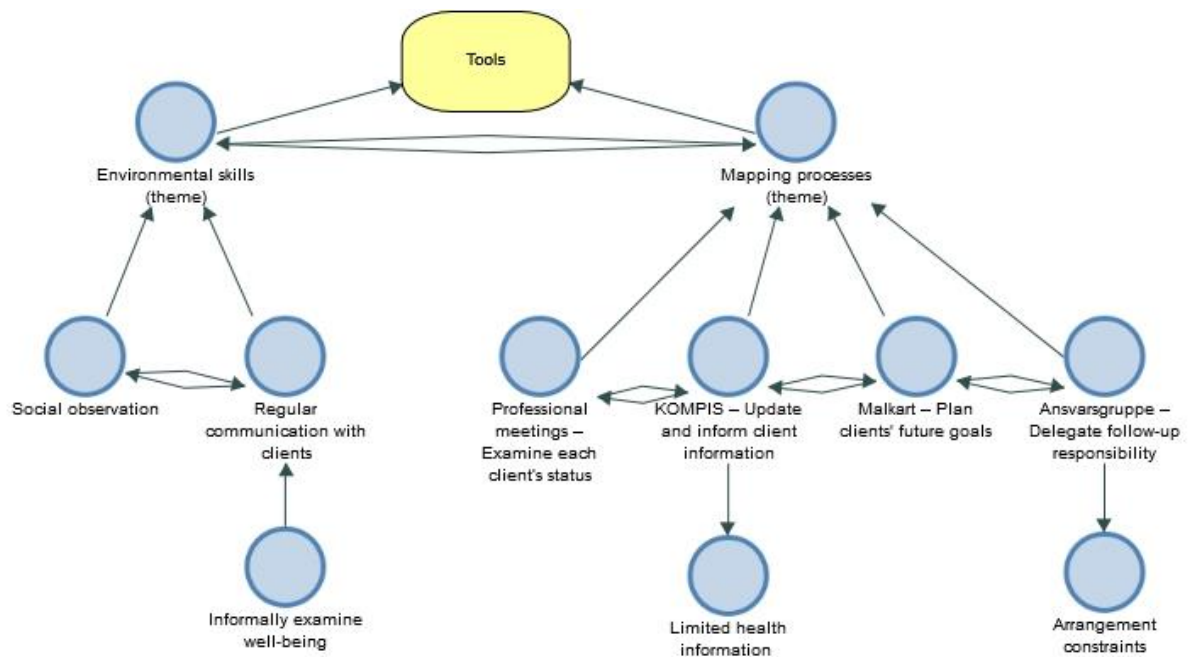 Tools
Environmental skills
(theme)
Mapping processes
(theme)
Social observation
Regular
communication with
clients
Professional
meetings –
Examine each
client's status
KOMPIS – Update
and inform client
information
Malkart – Plan
clients' future goals
Ansvarsgruppe –
Delegate follow-up
responsibility
Informally examine
well-being
Limited health
information
Arrangement
constraints